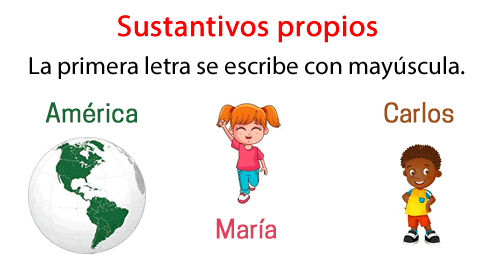 Sustantivos propios
La primera letra se escribe con mayúscula.
América
Carlos
María